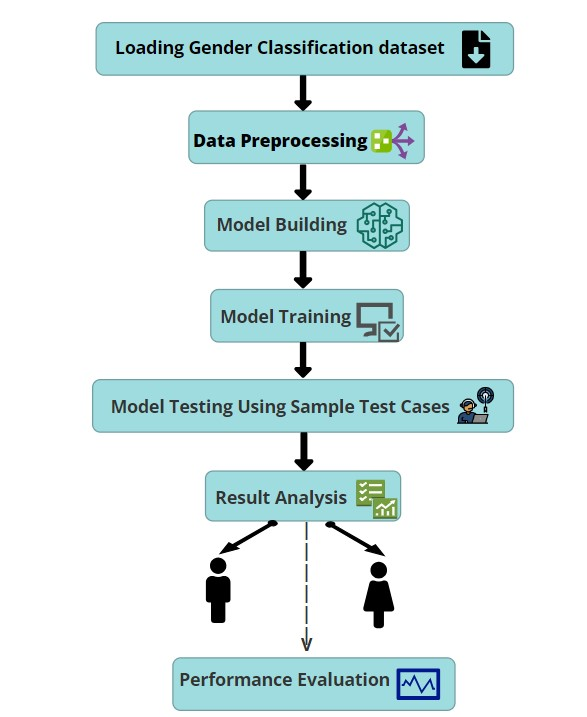 Loading Gender Classification dataset
Data Preprocessing
Model Building
Model Training
Model Testing Using Sample Test Cases
Result Analysis
Performance Evaluation